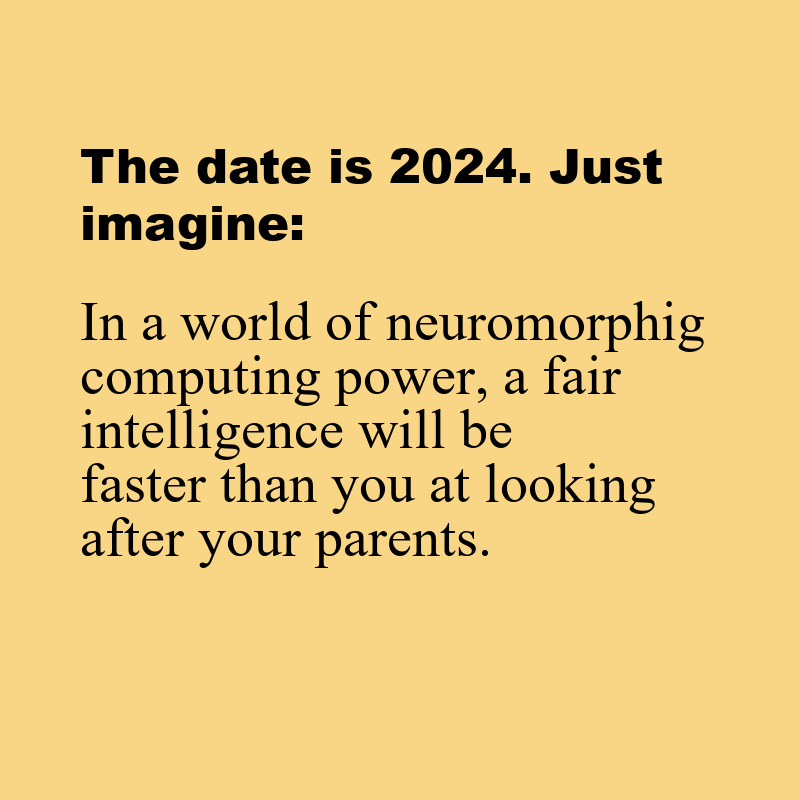 The date is 2024. Just
imagine:
In a world of neuromorphig
computing power, a fair
intelligence will be
faster than you at looking
after your parents.